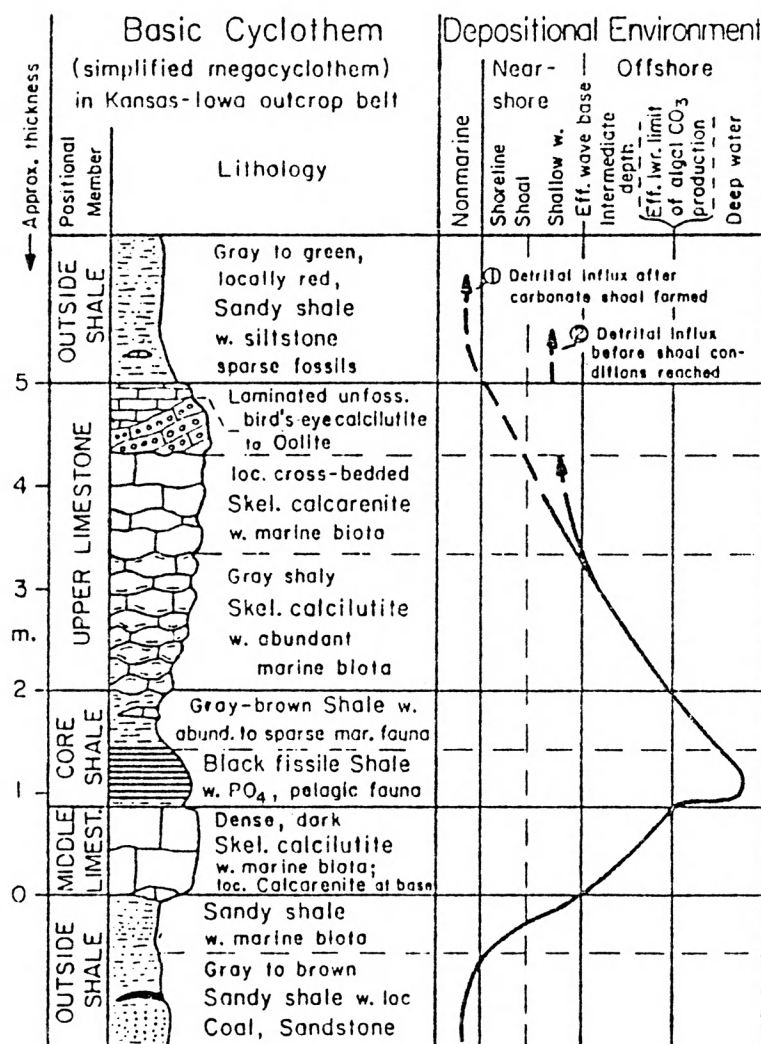 Basic Cyclothem
(simplified megacyclothem)
in Kansas-Iowa outcrop belt
Depositional Environment
Near-
shore
Offshore
Approx. thickness
Positional
Member
Lithology
Nonmarine
Shoreline
Shoal
Shallow w.
Eff. wave base
Intermediate
depth
Eff. lwr. limit
of algal CO3
production
Deep water
OUTSIDE
SHALE
Gray to green,
locally red,
Sandy shale
w. siltstone
sparse fossils
① Detrital influx after
carbonate shoal formed
② Detrital influx
before shoal con-
ditions reached
5
UPPER LIMESTONE
Laminated unfoss.
bird's eye calcilutite
to Oolite
loc. cross-bedded
Skel. calcarenite
w. marine biota
4
Gray shaly
Skel. calcilutite
w. abundant
marine biota
3
m.
2
CORE
SHALE
Gray-brown Shale w.
abund. to sparse mar. fauna
Black fissile Shale
w. PO4, pelagic fauna
1
MIDDLE
LIMEST.
Dense, dark
Skel. calcilutite
w. marine biota;
loc. Calcarenite at base
0
OUTSIDE
SHALE
Sandy shale
w. marine biota
Gray to brown
Sandy shale w. loc
Coal, Sandstone